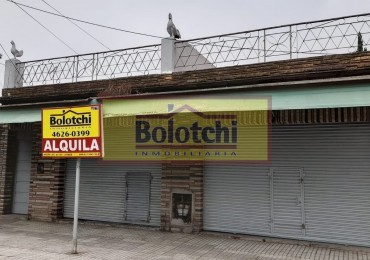 Bolotchi
4626-0399
ALQUILA
Bolotchi
INMOBILIARIA